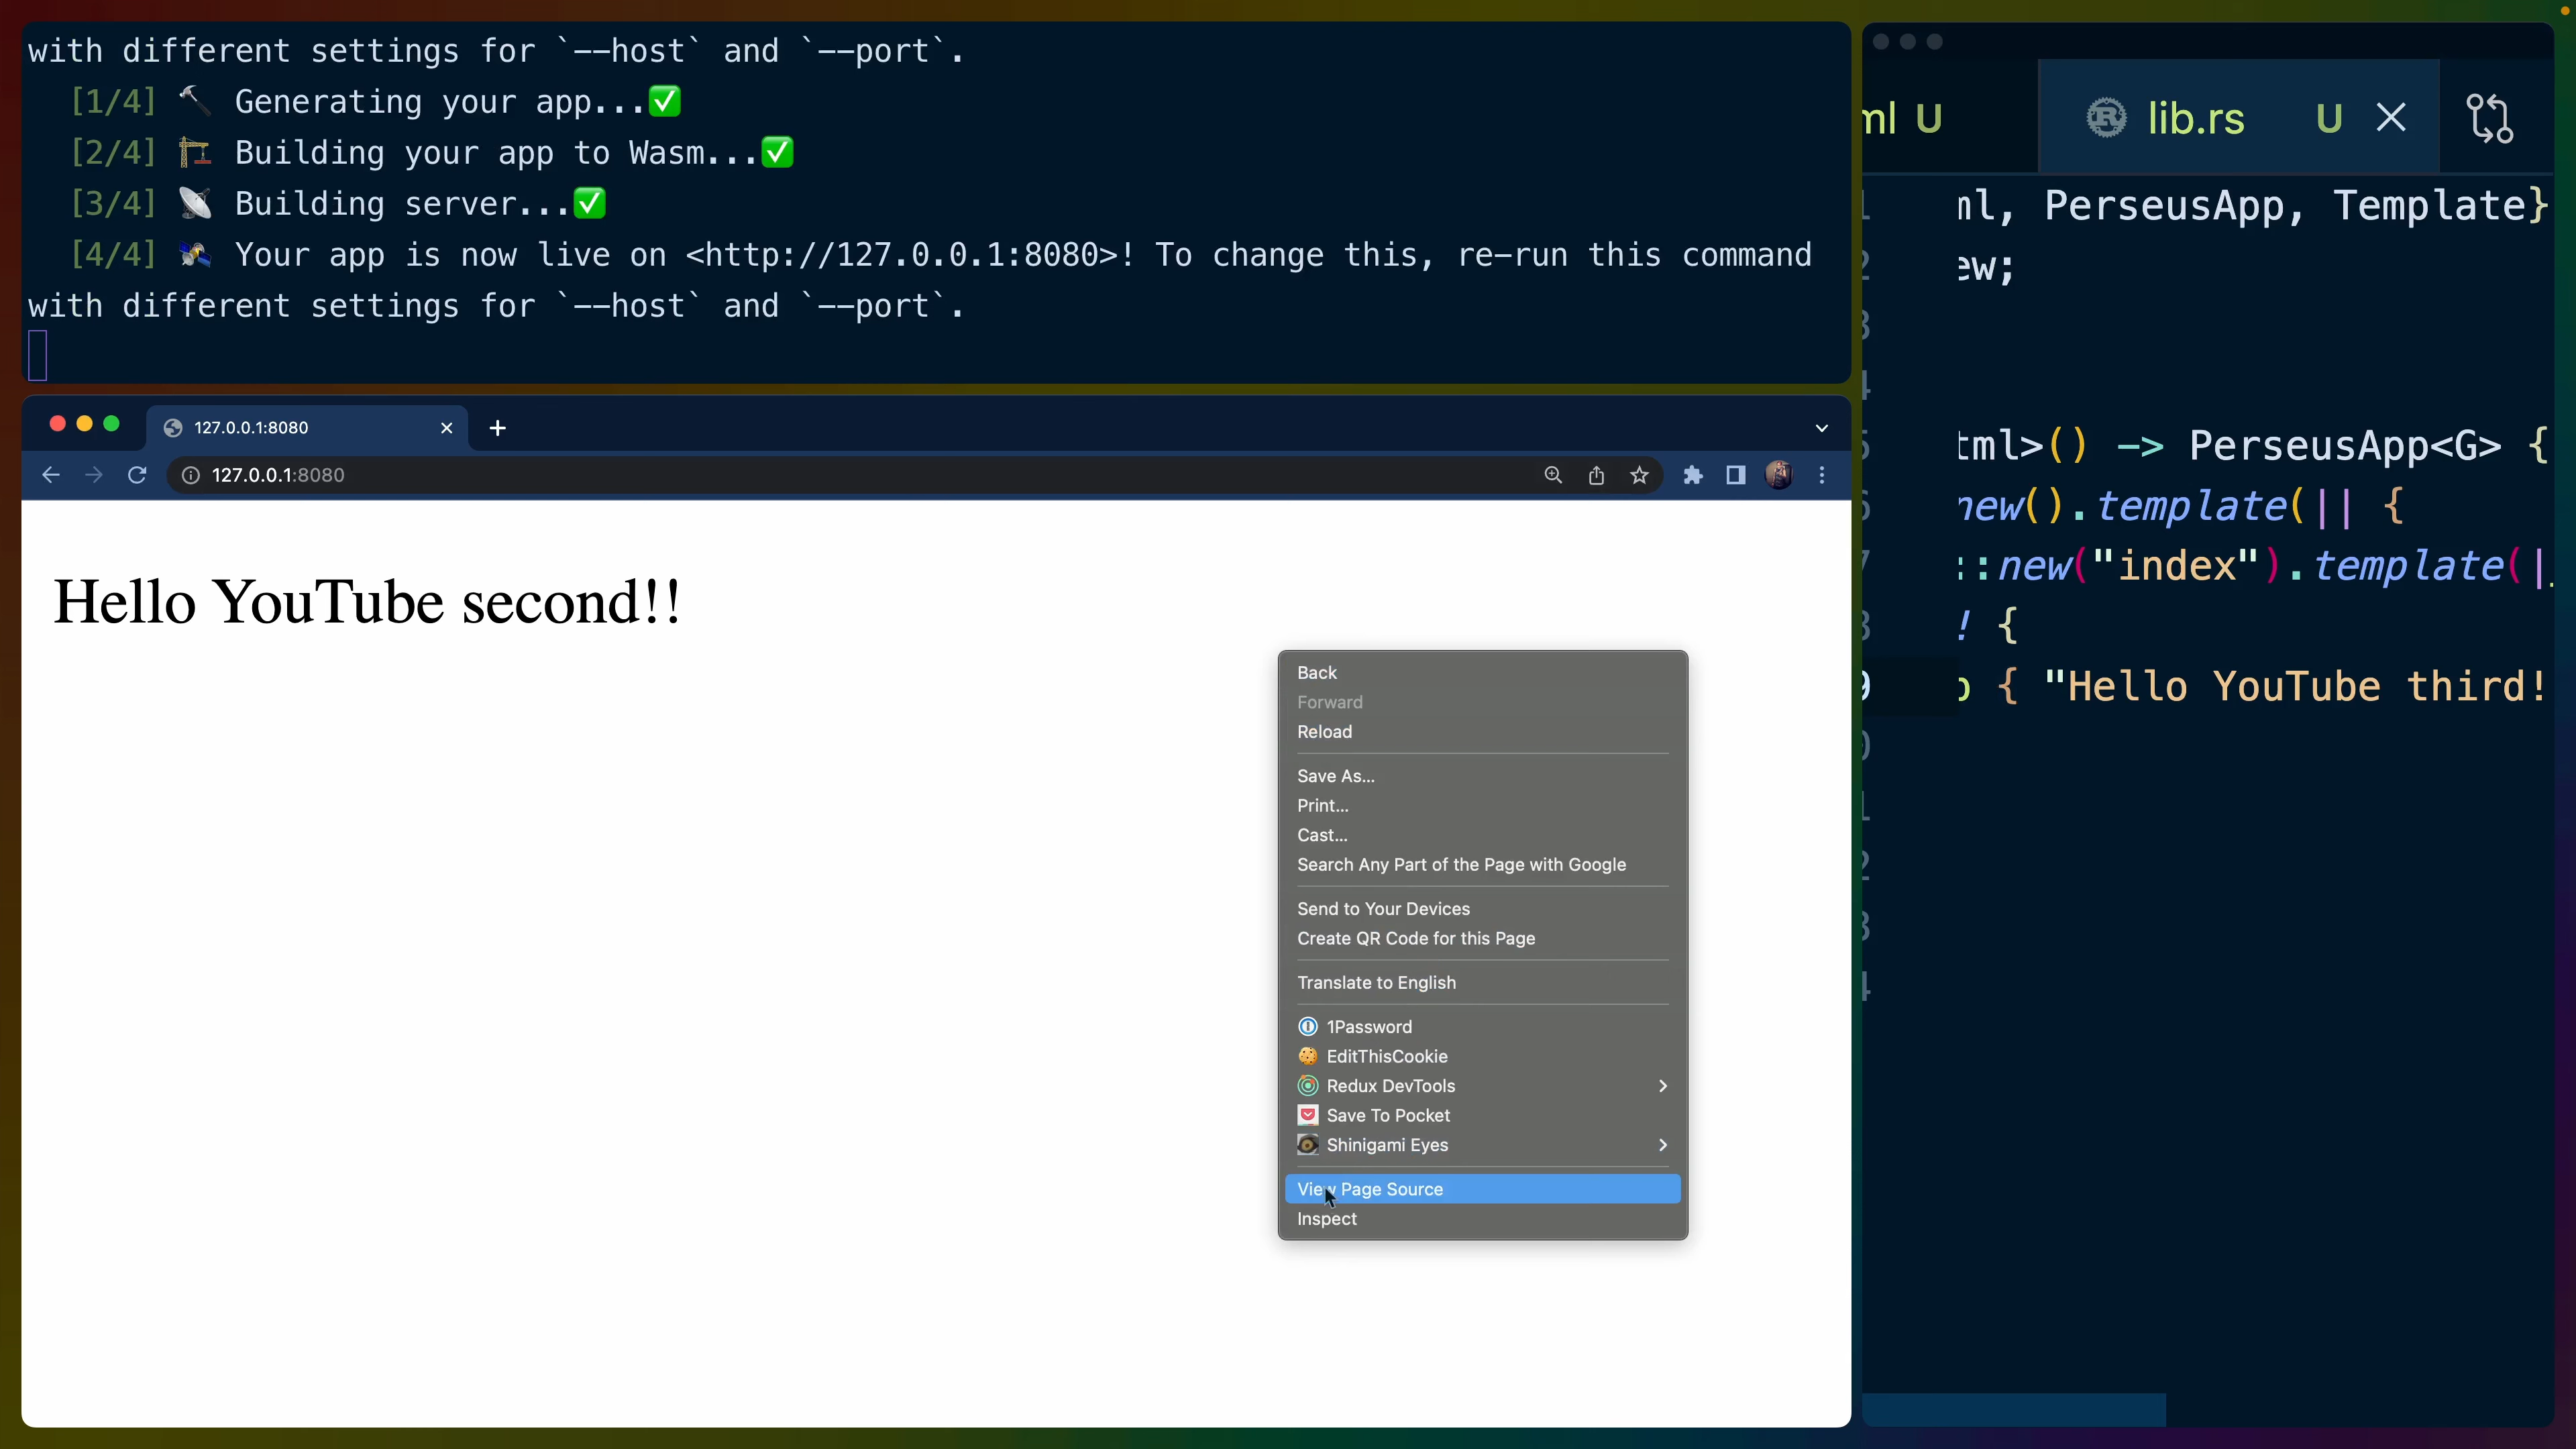 with different settings for `--host` and `--port`.
[1/4] 🔨 Generating your app...✅
[2/4] 🏗️ Building your app to Wasm...✅
[3/4] 📡 Building server...✅
[4/4] 🛰️ Your app is now live on <http://127.0.0.1:8080>! To change this, re-run this command
with different settings for `--host` and `--port`.
127.0.0.1:8080
127.0.0.1:8080
Hello YouTube second!!
Back
Forward
Reload
Save As...
Print...
Cast...
Search Any Part of the Page with Google
Send to Your Devices
Create QR Code for this Page
Translate to English
1Password
EditThisCookie
Redux DevTools
Save To Pocket
Shinigami Eyes
View Page Source
Inspect
ml U
lib.rs U
ml, PerseusApp, Template}
ew;
tml>() -> PerseusApp<G> {
new().template(|| {
::new("index").template(|_
! {
p { "Hello YouTube third!